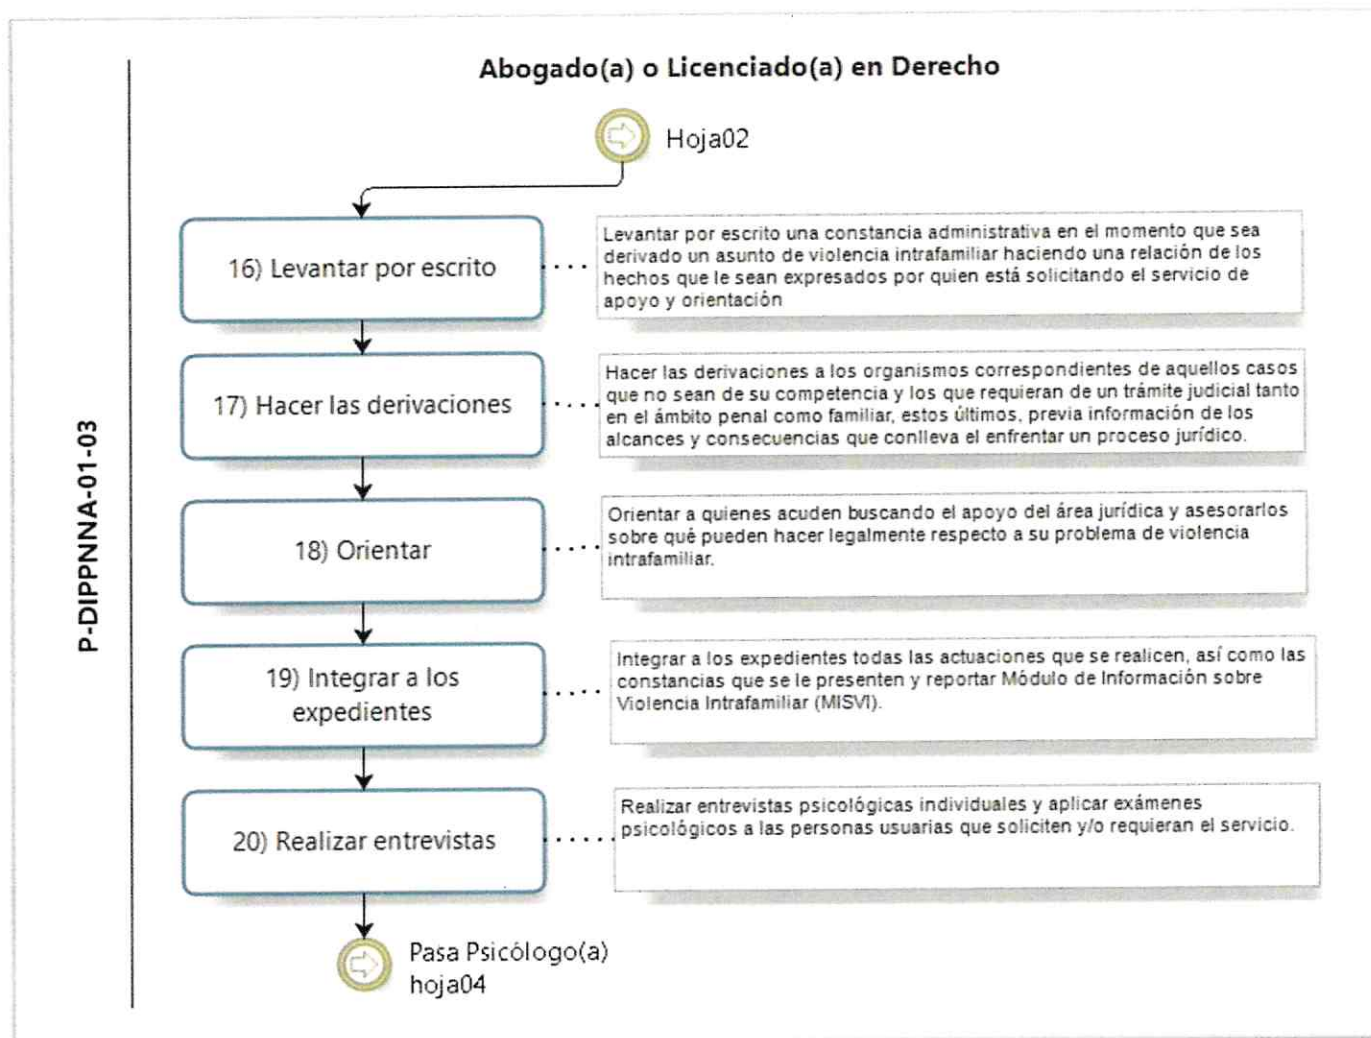 Abogado(a) o Licenciado(a) en Derecho
Hoja02
P-DIPPNNA-01-03
16) Levantar por escrito
Levantar por escrito una constancia administrativa en el momento que sea
derivado un asunto de violencia intrafamiliar haciendo una relación de los
hechos que le sean expresados por quien está solicitando el servicio de
apoyo y orientación
17) Hacer las derivaciones
Hacer las derivaciones a los organismos correspondientes de aquellos casos
que no sean de su competencia y los que requieran de un trámite judicial tanto
en el ámbito penal como familiar, estos últimos, previa información de los
alcances y consecuencias que conlleva el enfrentar un proceso jurídico.
18) Orientar
Orientar a quienes acuden buscando el apoyo del área jurídica y asesorarlos
sobre qué pueden hacer legalmente respecto a su problema de violencia
intrafamiliar.
19) Integrar a los
expedientes
Integrar a los expedientes todas las actuaciones que se realicen, así como las
constancias que se le presenten y reportar Módulo de Información sobre
Violencia Intrafamiliar (MISVI).
20) Realizar entrevistas
Realizar entrevistas psicológicas individuales y aplicar exámenes
psicológicos a las personas usuarias que soliciten y/o requieran el servicio.
Pasa Psicólogo(a)
hoja04